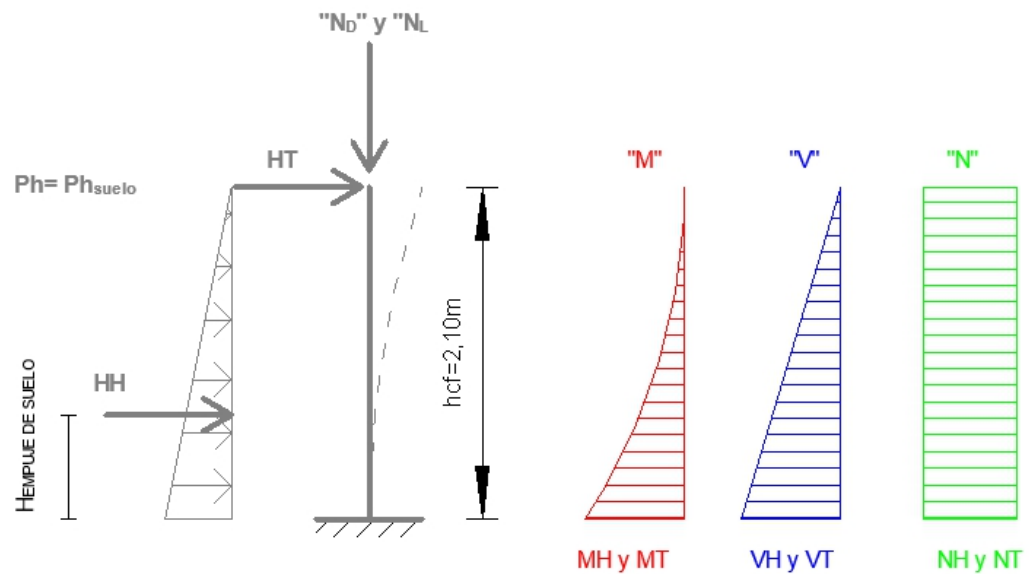 "ND" y "NL
HT
Ph= Phsuelo
HH
HEMPUJE DE SUELO
hcf=2,10m
"M"
"V"
"N"
MH y MT
VH y VT
NH y NT